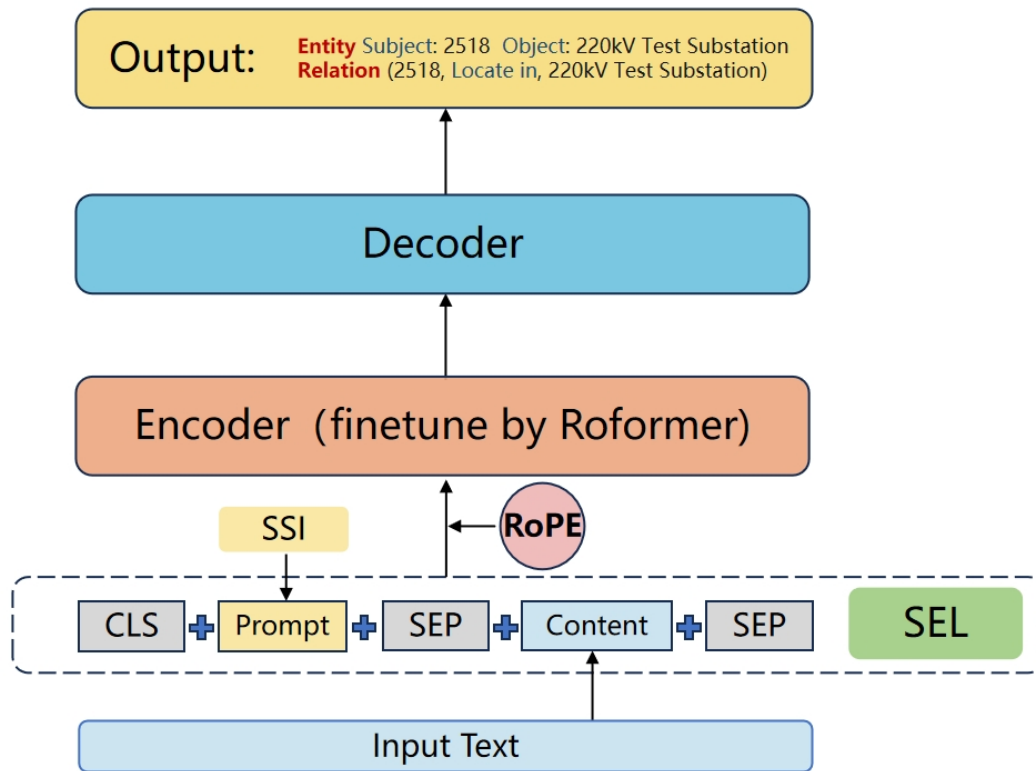 Output:
Entity Subject: 2518 Object: 220kV Test Substation
Relation (2518, Locate in, 220kV Test Substation)
Decoder
Encoder (finetune by Roformer)
SSI
RoPE
CLS + Prompt + SEP + Content + SEP
SEL
Input Text